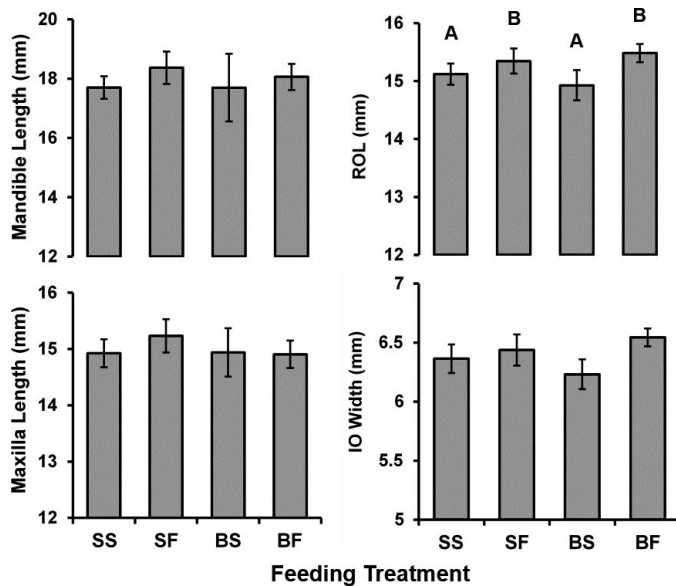 Mandible Length (mm)
20
18
16
14
12
ROL (mm)
16
15
14
13
12
A
B
A
B
Maxilla Length (mm)
16
15
14
13
12
SS
SF
BS
BF
IO Width (mm)
7
6.5
6
5.5
5
SS
SF
BS
BF
Feeding Treatment